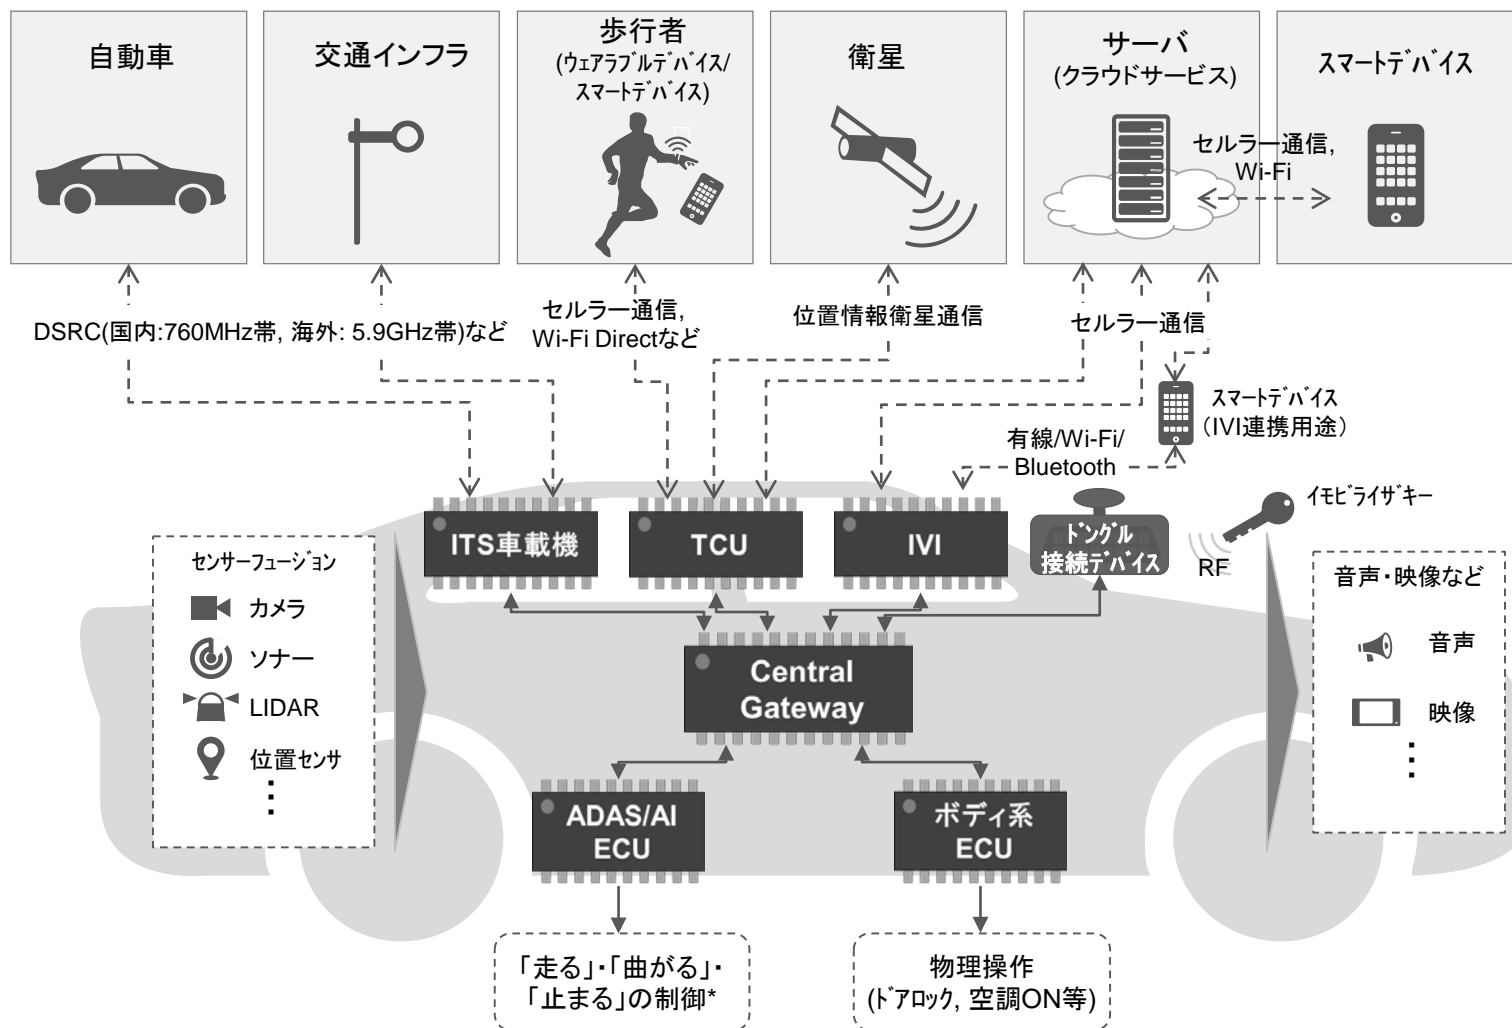 自動車
交通インフラ
歩行者
(ウェアラブルデバイス/
スマートデバイス)
衛星
サーバ
(クラウドサービス)
スマートデバイス
セルラー通信,
Wi-Fi
DSRC(国内:760MHz帯, 海外: 5.9GHz帯)など
セルラー通信,
Wi-Fi Directなど
位置情報衛星通信
セルラー通信
スマートデバイス
(IVI連携用途)
有線/Wi-Fi/
Bluetooth
イモビライザキー
RF
ITS車載機
TCU
IVI
ドングル
接続デバイス
センサーフュージョン
カメラ
ソナー
LIDAR
位置センサ
⋮
音声・映像など
音声
映像
⋮
Central
Gateway
ADAS/AI
ECU
ボディ系
ECU
「走る」・「曲がる」・
「止まる」の制御*
物理操作
(ドアロック, 空調ON等)